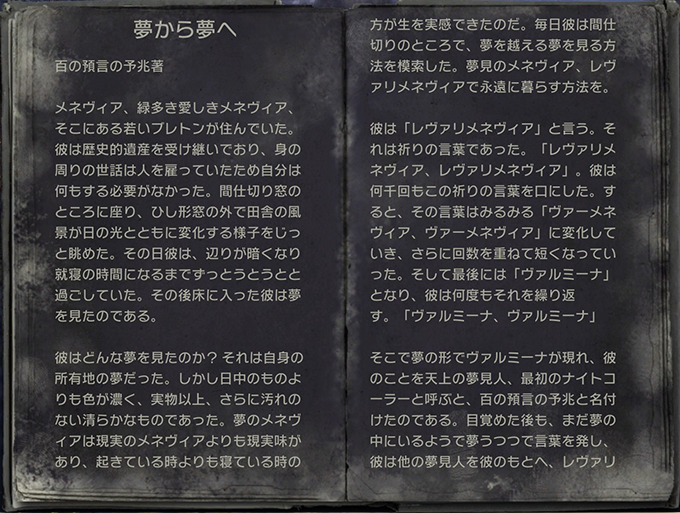 夢から夢へ
百の預言の予兆著
メネヴィア、緑多き愛しきメネヴィア、
そこにある若いブレトンが住んでいた。
彼は歴史的遺産を受け継いでおり、身の
周りの世話は人を雇っていたため自分は
何もする必要がなかった。間仕切り窓の
ところに座り、ひし形窓の外で田舎の風
景が日の光とともに変化する様子をじっ
と眺めた。その日彼は、辺りが暗くなり
就寝の時間になるまでずっとうとうとと
過ごしていた。その後床に入った彼は夢
を見たのである。
彼はどんな夢を見たのか? それは自身の
所有地の夢だった。しかし日中のものよ
りも色が濃く、実物以上、さらに汚れの
ない清らかなものであった。夢のメネヴ
ィアは現実のメネヴィアよりも現実味が
あり、起きている時よりも寝ている時の
方が生を実感できたのだ。毎日彼は間仕
切りのところで、夢を越える夢を見る方
法を模索した。夢見のメネヴィア、レヴ
ァリメネヴィアで永遠に暮らす方法を。
彼は「レヴァリメネヴィア」と言う。そ
れは祈りの言葉であった。「レヴァリメ
ネヴィア、レヴァリメネヴィア」。彼は
何千回もこの祈りの言葉を口にした。す
ると、その言葉はみるみる「ヴァーメネ
ヴィア、ヴァーメネヴィア」に変化して
いき、さらに回数を重ねて短くなってい
った。そして最後には「ヴァルミーナ」
となり、彼は何度もそれを繰り返
す。「ヴァルミーナ、ヴァルミーナ」
そこで夢の形でヴァルミーナが現れ、彼
のことを天上の夢見人、最初のナイトコ
ーラーと呼ぶと、百の預言の予兆と名付
けたのである。目覚めた後も、まだ夢の
中にいるようで夢うつつで言葉を発し、
彼は他の夢見人を彼のもとへ、レヴァリ